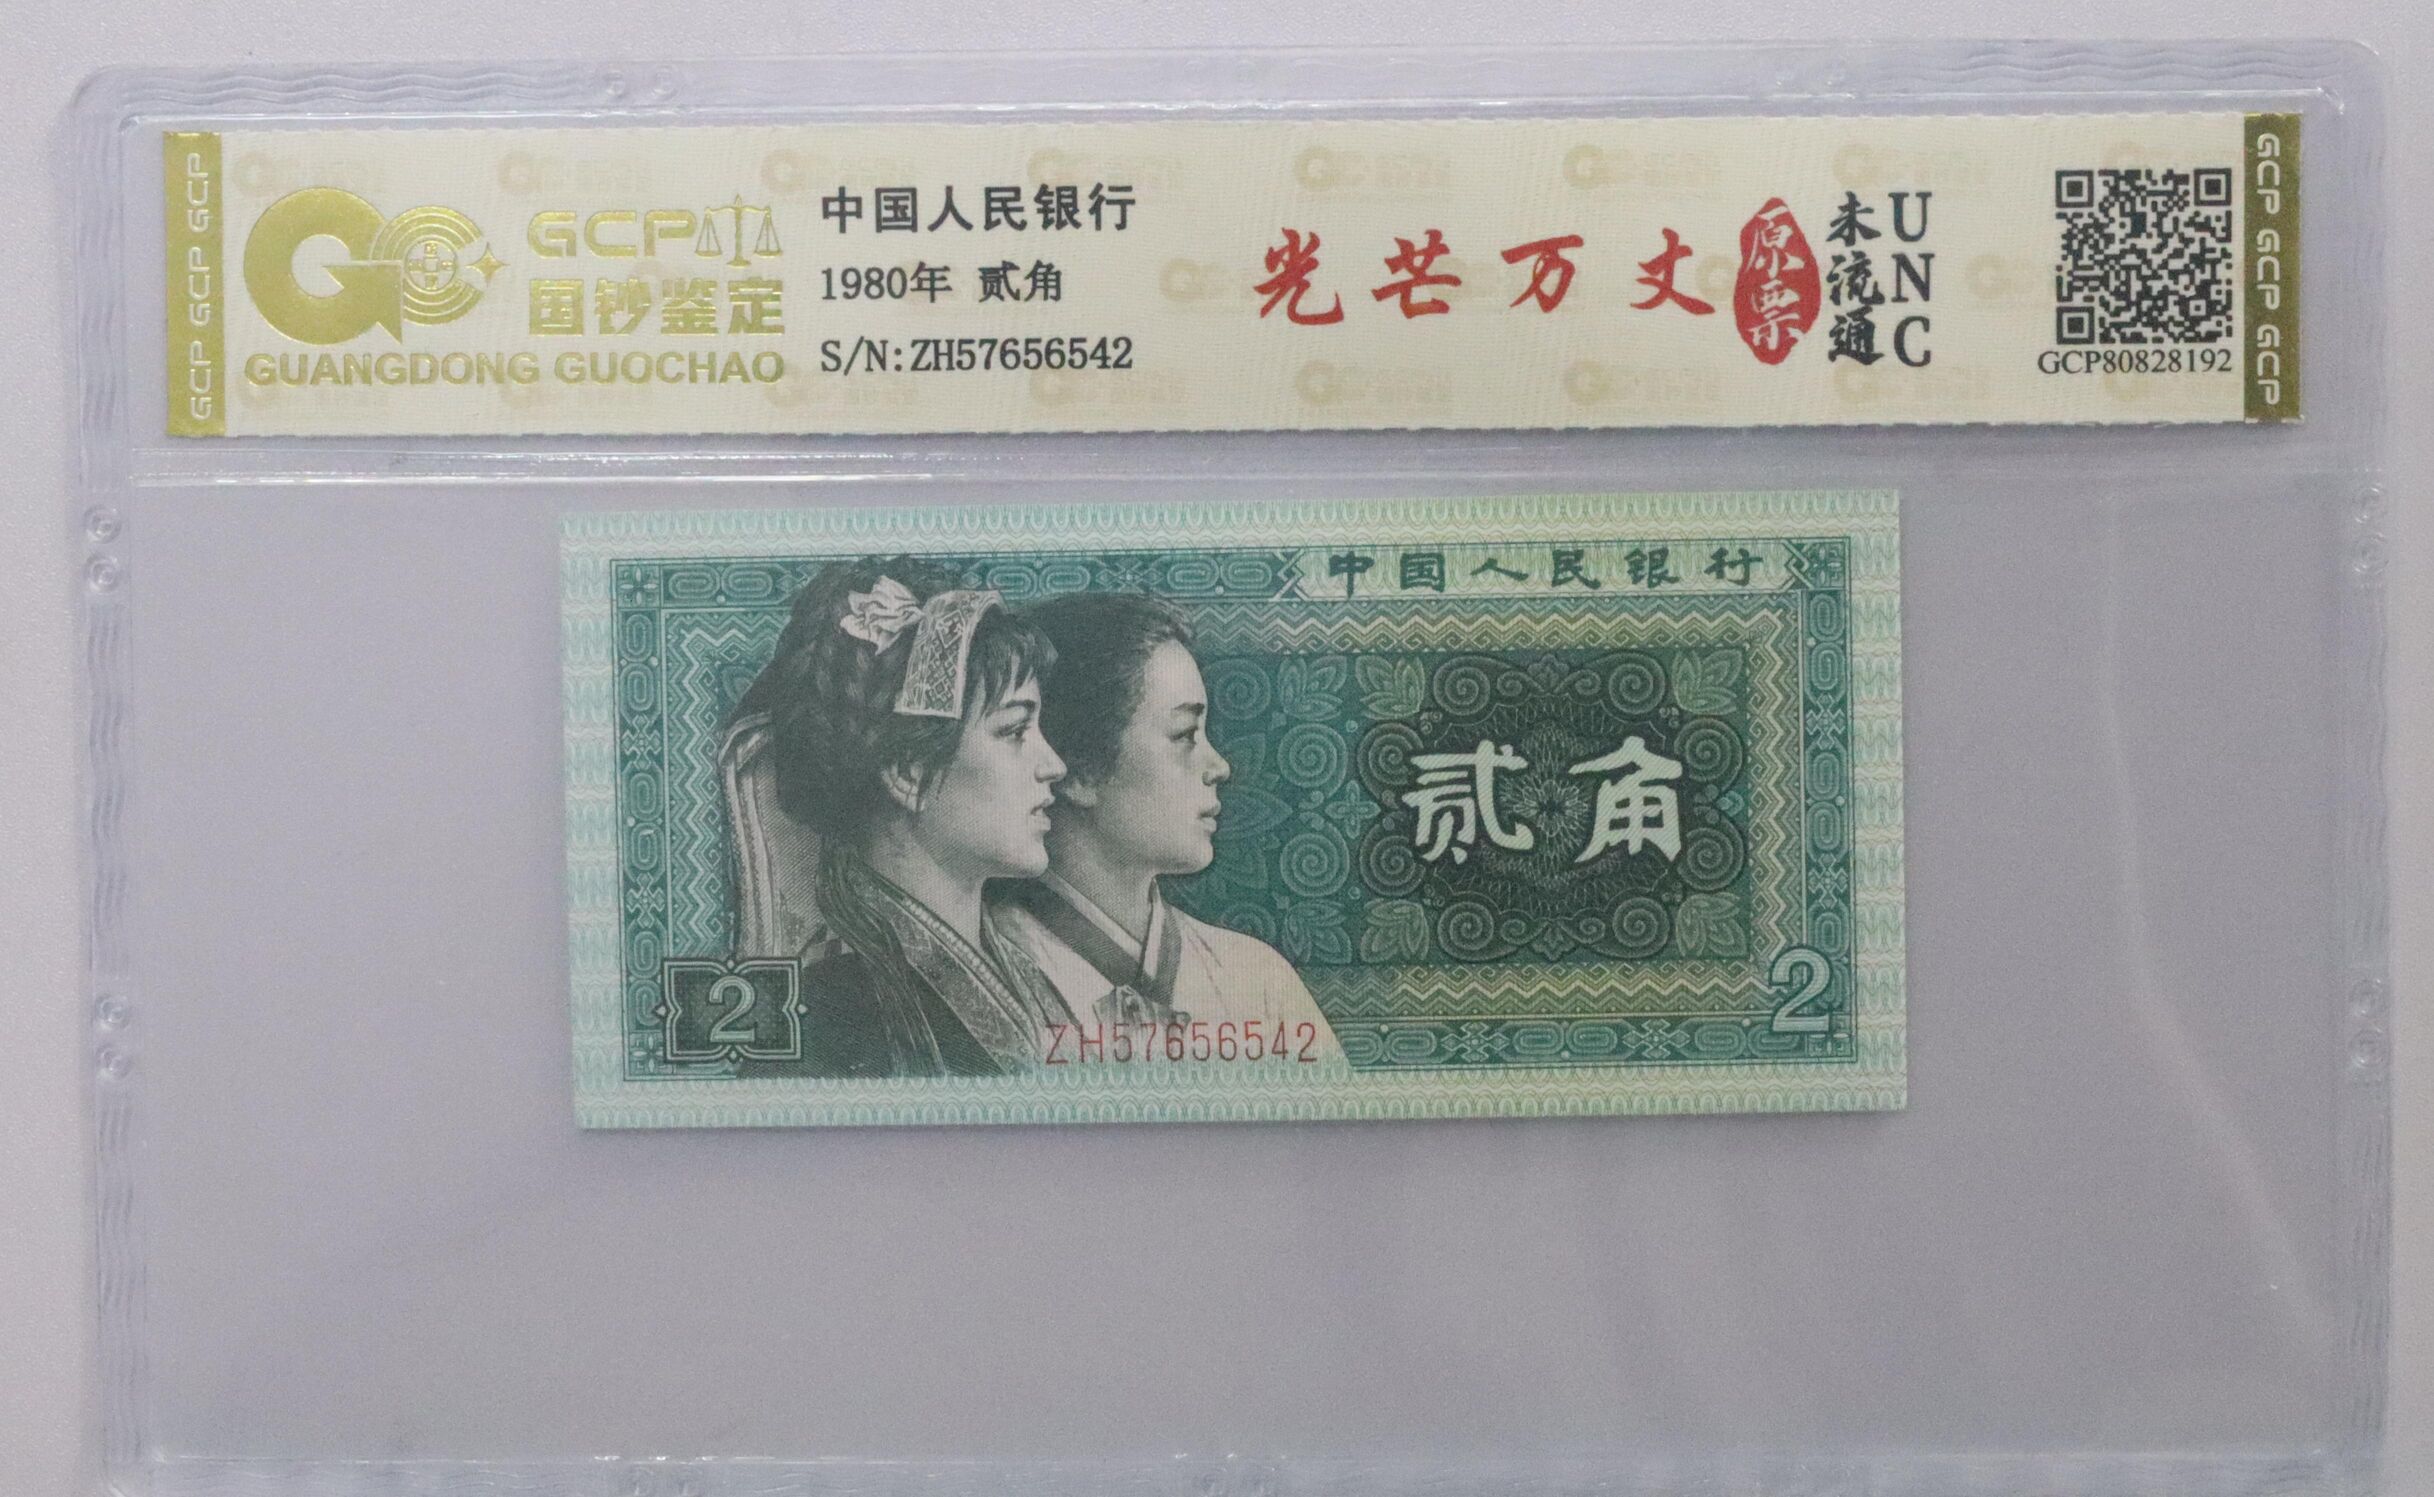 GCP GCP GCP
GCP
国钞鉴定
GUANGDONG GUOCHAO
中国人民银行
1980年 贰角
S/N:ZH57656542
光芒万丈
原票
未流通
UNC
GCP80828192
GCP GCP GCP
中国人民银行
贰角
2
2
ZH57656542